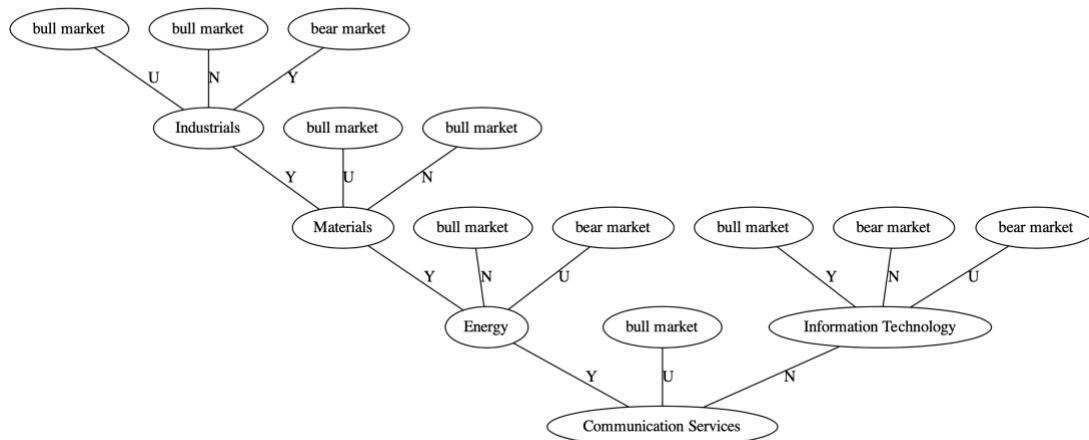 bull market
bull market
bear market
U
N
Y
Industrials
bull market
bull market
Y
U
N
Materials
bull market
bear market
bull market
bear market
bear market
Y
N
U
Y
N
U
Energy
bull market
Information Technology
Y
U
N
Communication Services